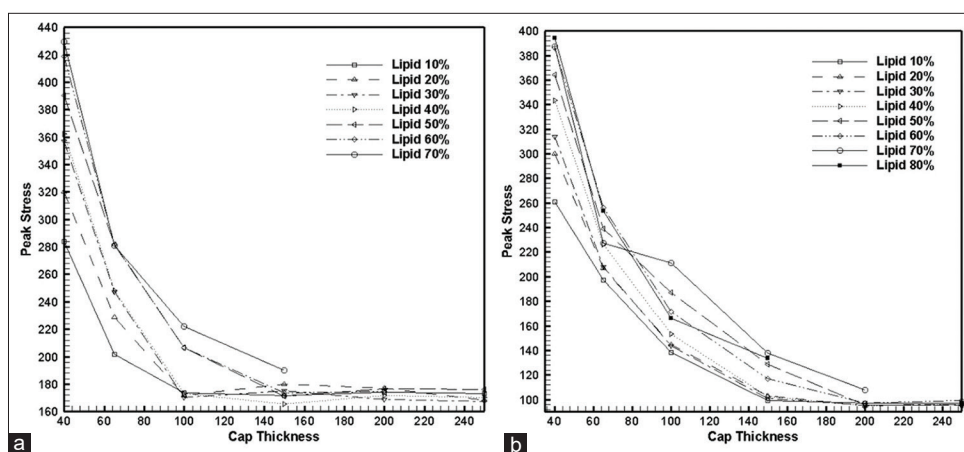 440
420
400
380
360
340
320
300
280
260
240
220
200
180
160
Peak Stress
40 60 80 100 120 140 160 180 200 220 240
Cap Thickness
Lipid 10%
Lipid 20%
Lipid 30%
Lipid 40%
Lipid 50%
Lipid 60%
Lipid 70%
a
400
380
360
340
320
300
280
260
240
220
200
180
160
140
120
100
Peak Stress
40 60 80 100 120 140 160 180 200 220 240
Cap Thickness
Lipid 10%
Lipid 20%
Lipid 30%
Lipid 40%
Lipid 50%
Lipid 60%
Lipid 70%
Lipid 80%
b